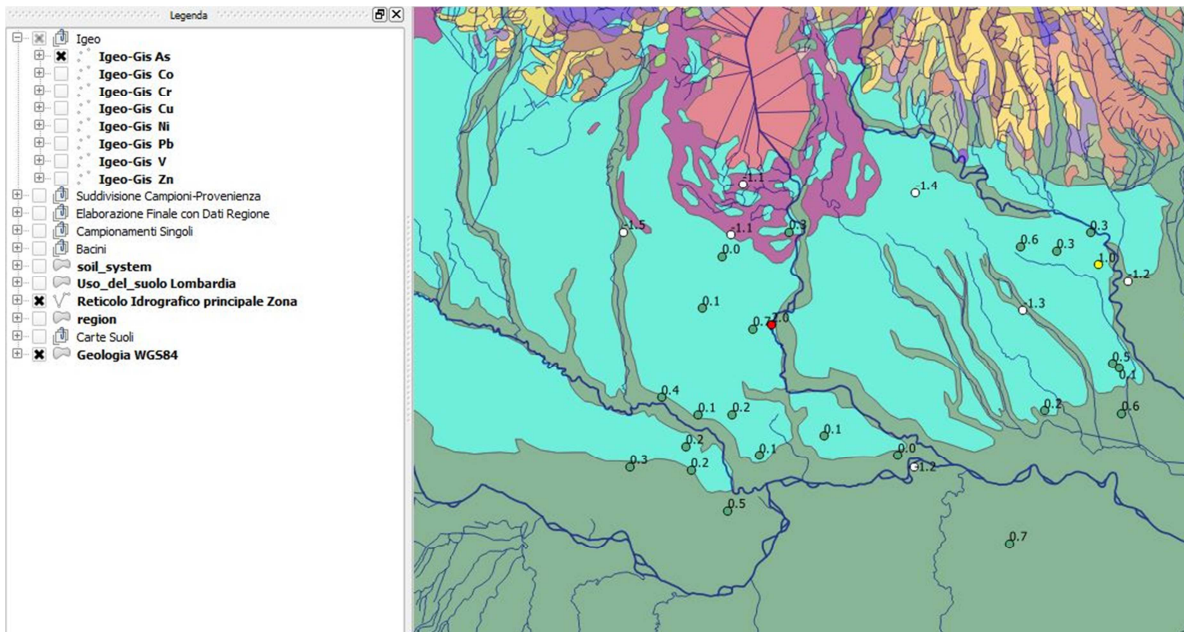 Legenda
Igeo
Igeo-Gis As
Igeo-Gis Co
Igeo-Gis Cr
Igeo-Gis Cu
Igeo-Gis Ni
Igeo-Gis Pb
Igeo-Gis V
Igeo-Gis Zn
Suddivisione Campioni-Provenienza
Elaborazione Finale con Dati Regione
Campionamenti Singoli
Bacini
soil_system
Uso_del_suolo Lombardia
Reticolo Idrografico principale Zona
region
Carte Suoli
Geologia WGS84
-1.1
-1.4
-1.5
-1.1
0.3
0.3
0.0
0.6
0.3
1.0
-1.2
0.1
-1.3
0.7
0.5
0.1
0.4
0.1
0.2
0.2
0.6
0.1
0.2
0.1
0.0
0.3
0.2
-1.2
0.5
0.7